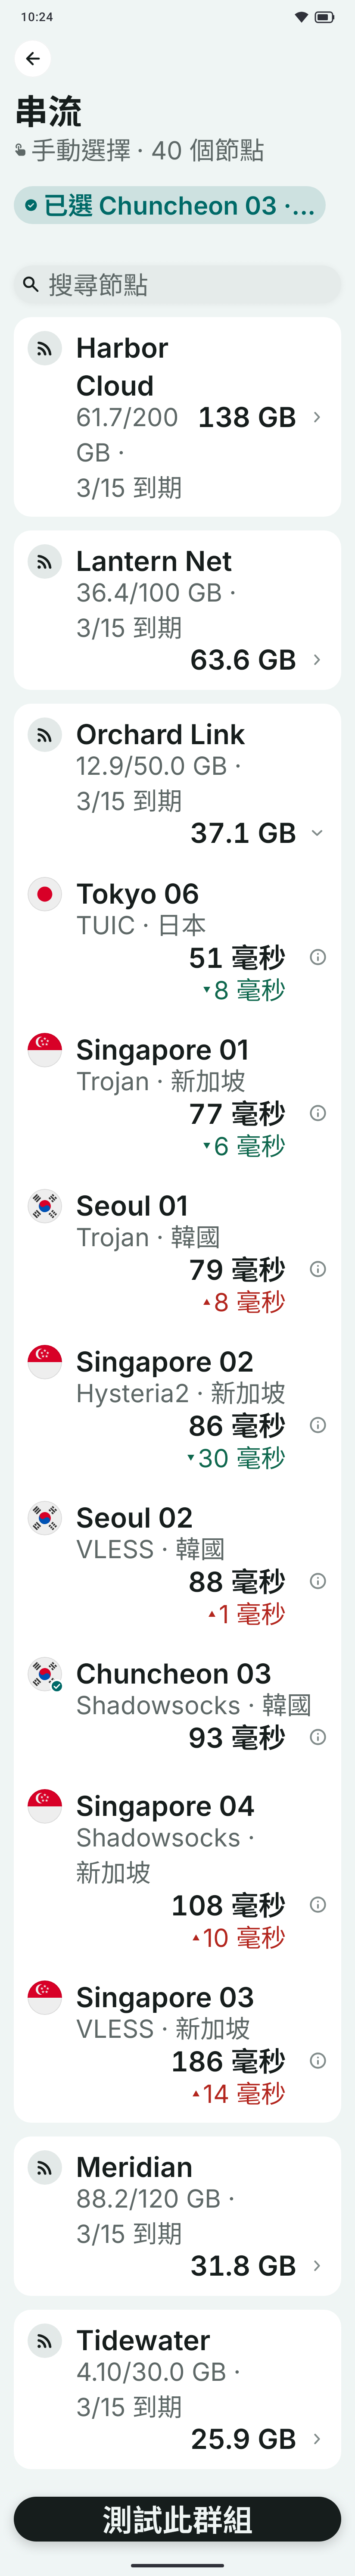 10:24
串流
手動選擇 · 40 個節點
已選 Chuncheon 03 ·...
搜尋節點
Harbor
Cloud
61.7/200
GB ·
3/15 到期
138 GB
Lantern Net
36.4/100 GB ·
3/15 到期
63.6 GB
Orchard Link
12.9/50.0 GB ·
3/15 到期
37.1 GB
Tokyo 06
TUIC · 日本
51 毫秒
▼8 毫秒
Singapore 01
Trojan · 新加坡
77 毫秒
▼6 毫秒
Seoul 01
Trojan · 韓國
79 毫秒
▲8 毫秒
Singapore 02
Hysteria2 · 新加坡
86 毫秒
▼30 毫秒
Seoul 02
VLESS · 韓國
88 毫秒
▲1 毫秒
Chuncheon 03
Shadowsocks · 韓國
93 毫秒
Singapore 04
Shadowsocks ·
新加坡
108 毫秒
▲10 毫秒
Singapore 03
VLESS · 新加坡
186 毫秒
▲14 毫秒
Meridian
88.2/120 GB ·
3/15 到期
31.8 GB
Tidewater
4.10/30.0 GB ·
3/15 到期
25.9 GB
測試此群組